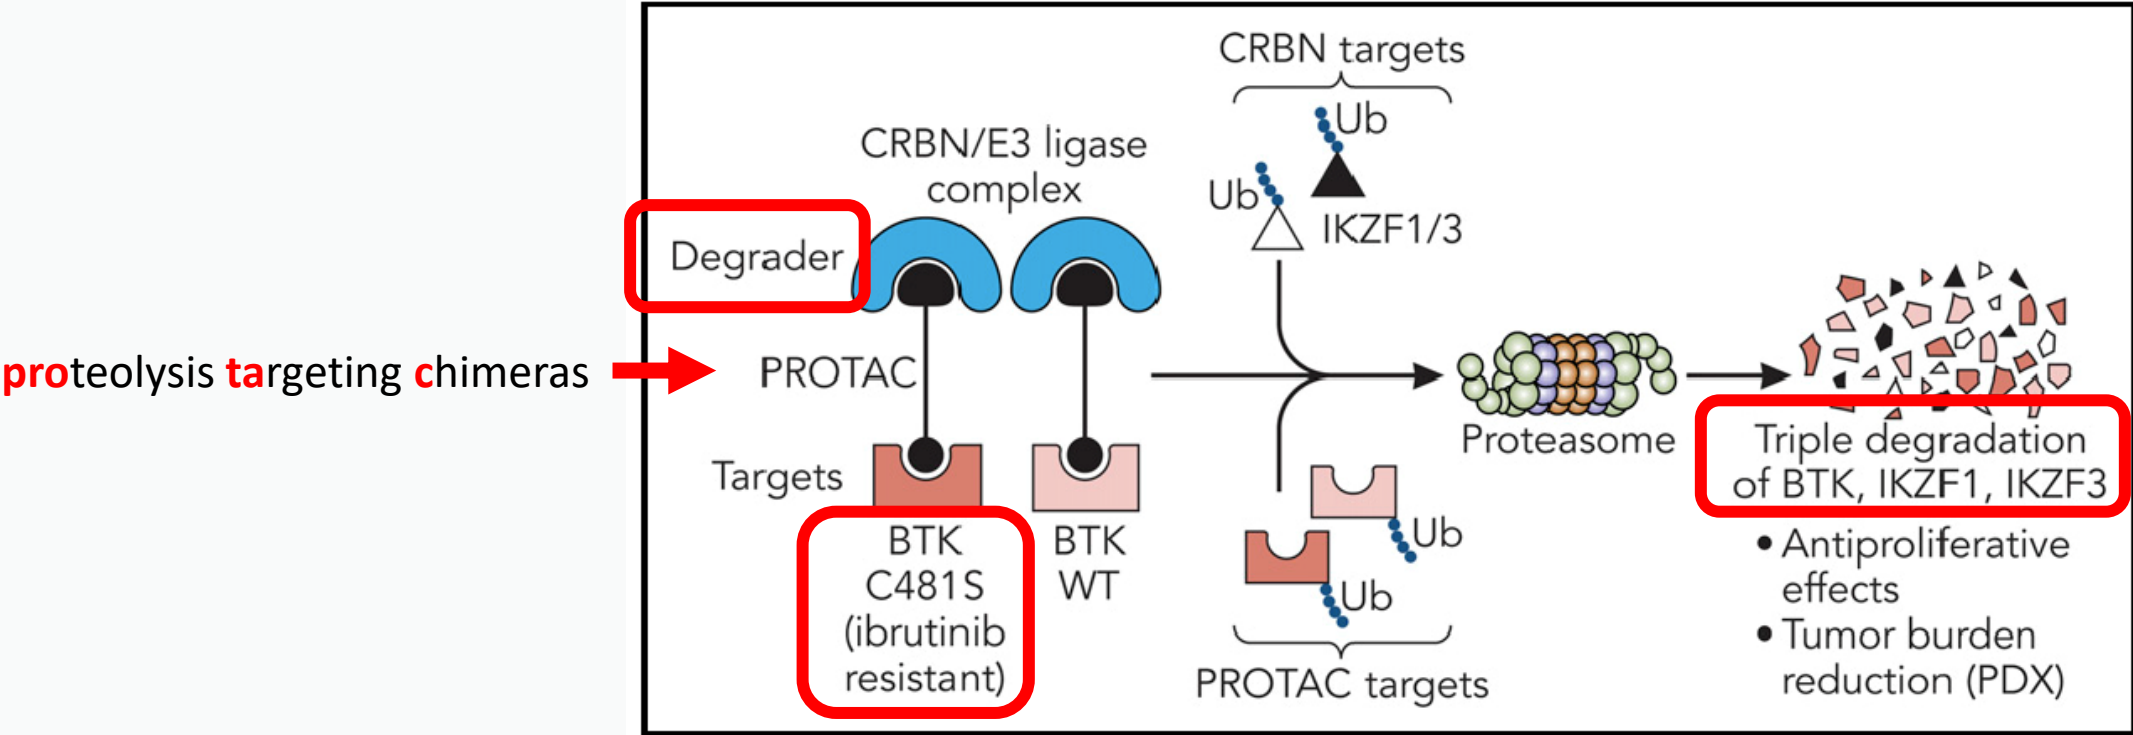 proteolysis targeting chimeras
CRBN/E3 ligase
complex
Degrader
PROTAC
Targets
BTK
C481S
(ibrutinib
resistant)
BTK
WT
CRBN targets
Ub
Ub
IKZF1/3
Ub
Ub
PROTAC targets
Proteasome
Triple degradation
of BTK, IKZF1, IKZF3
• Antiproliferative
effects
• Tumor burden
reduction (PDX)